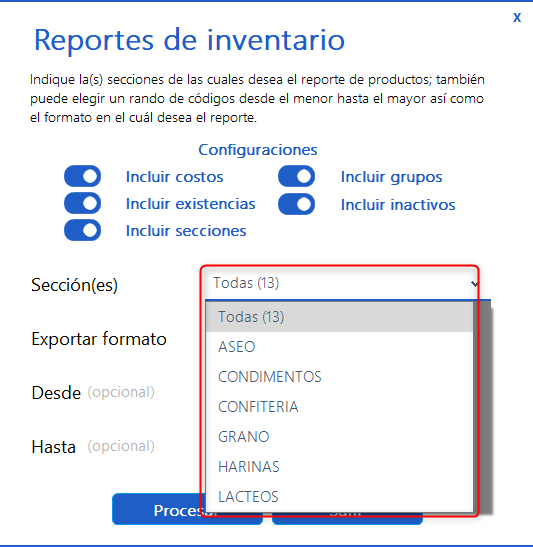 x
Reportes de inventario
Indique la(s) secciones de las cuales desea el reporte de productos; también
puede elegir un rando de códigos desde el menor hasta el mayor así como
el formato en el cuál desea el reporte.
Configuraciones
Incluir costos
Incluir grupos
Incluir existencias
Incluir inactivos
Incluir secciones
Sección(es)
Todas (13)
Todas (13)
ASEO
Exportar formato
CONDIMENTOS
Desde (opcional)
CONFITERIA
GRANO
Hasta (opcional)
HARINAS
LACTEOS